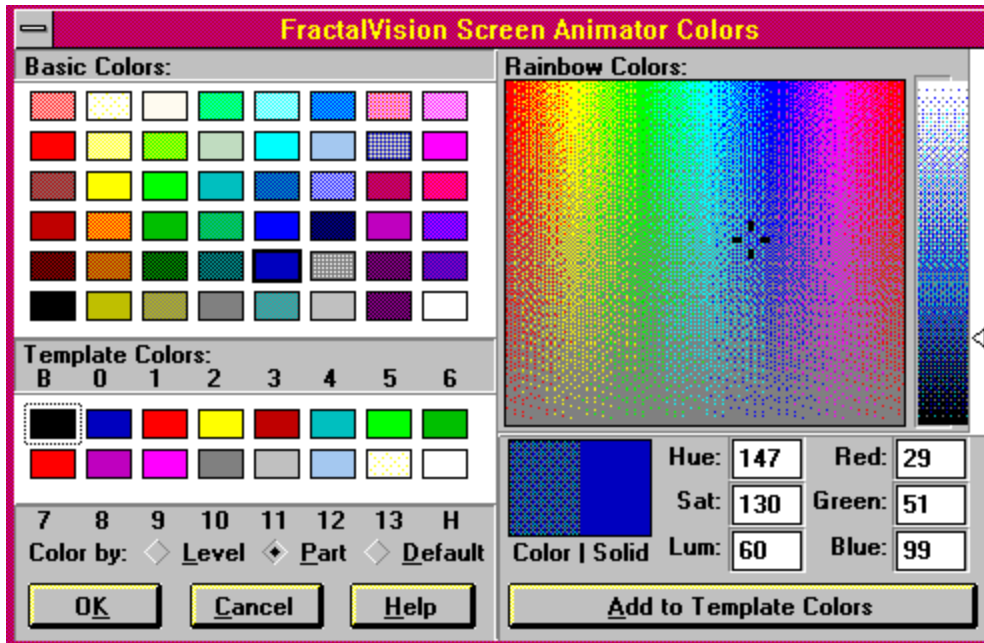 FractalVision Screen Animator Colors
Basic Colors:
Rainbow Colors:
Template Colors:
B 0 1 2 3 4 5 6
7 8 9 10 11 12 13 H
Color by: Level Part Default
OK Cancel Help
Color | Solid
Hue: 147 Red: 29
Sat: 130 Green: 51
Lum: 60 Blue: 99
Add to Template Colors